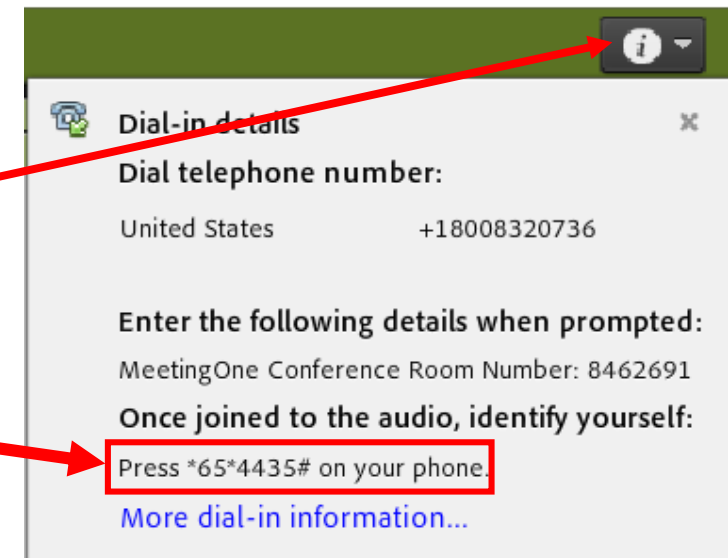 Dial-in details
Dial telephone number:
United States +18008320736
Enter the following details when prompted:
MeetingOne Conference Room Number: 8462691
Once joined to the audio, identify yourself:
Press *65*4435# on your phone.
More dial-in information...